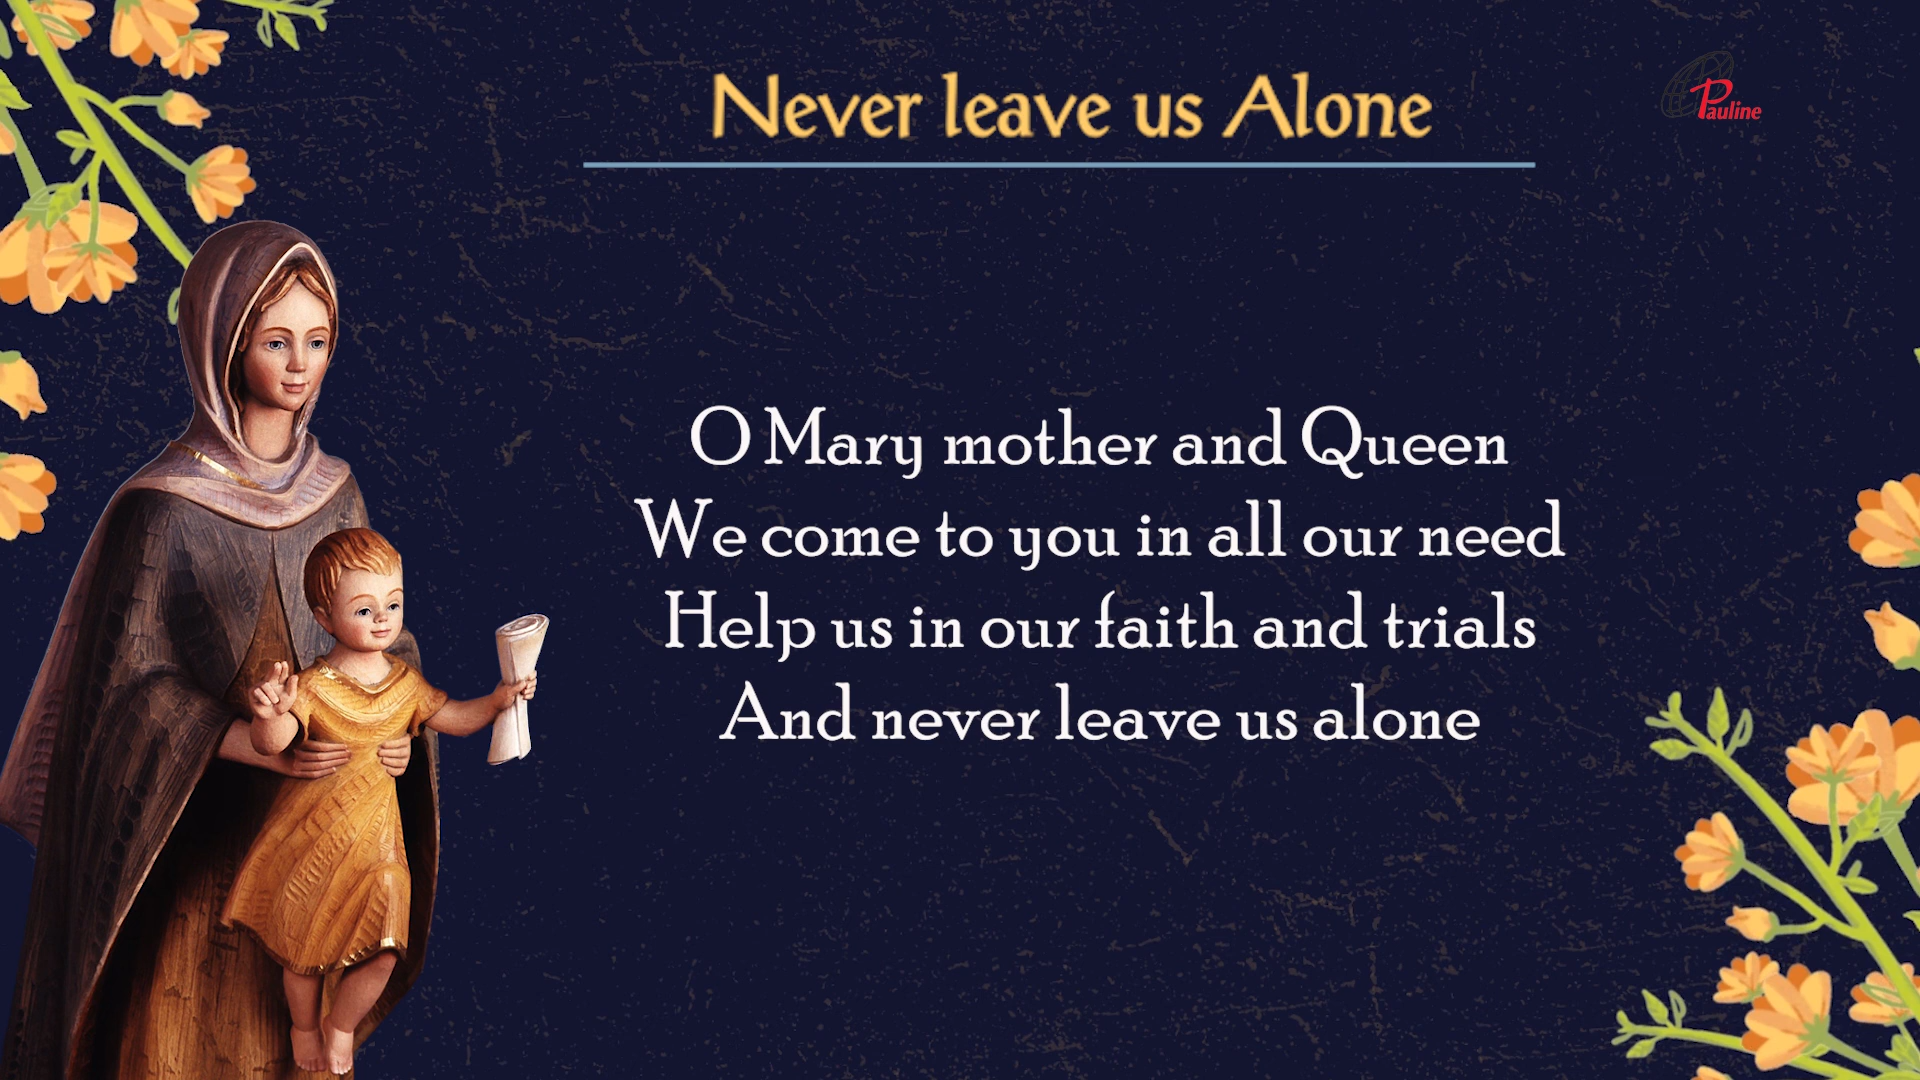 Never leave us Alone
Pauline
O Mary mother and Queen
We come to you in all our need
Help us in our faith and trials
And never leave us alone